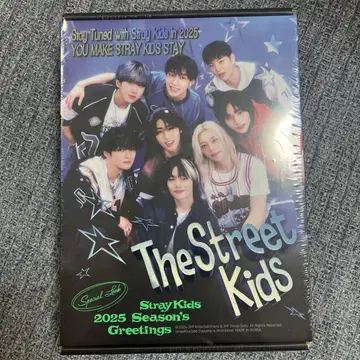 Stay Tuned with Stray Kids in 2025
YOU MAKE STRAY KIDS STAY
The Street
Kids
Special Link
Stray Kids
2025 Season's
Greetings